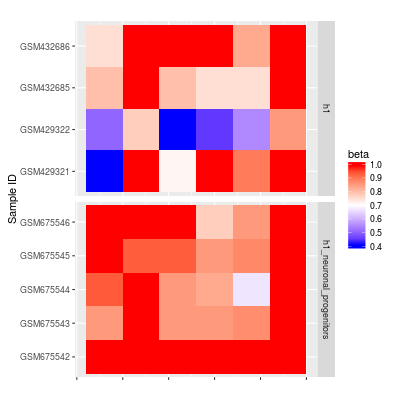 GSM432686
GSM432685
GSM429322
GSM429321
h1
GSM675546
GSM675545
GSM675544
GSM675543
GSM675542
h1_neuronal_progenitors
Sample ID
beta
1.0
0.9
0.8
0.7
0.6
0.5
0.4